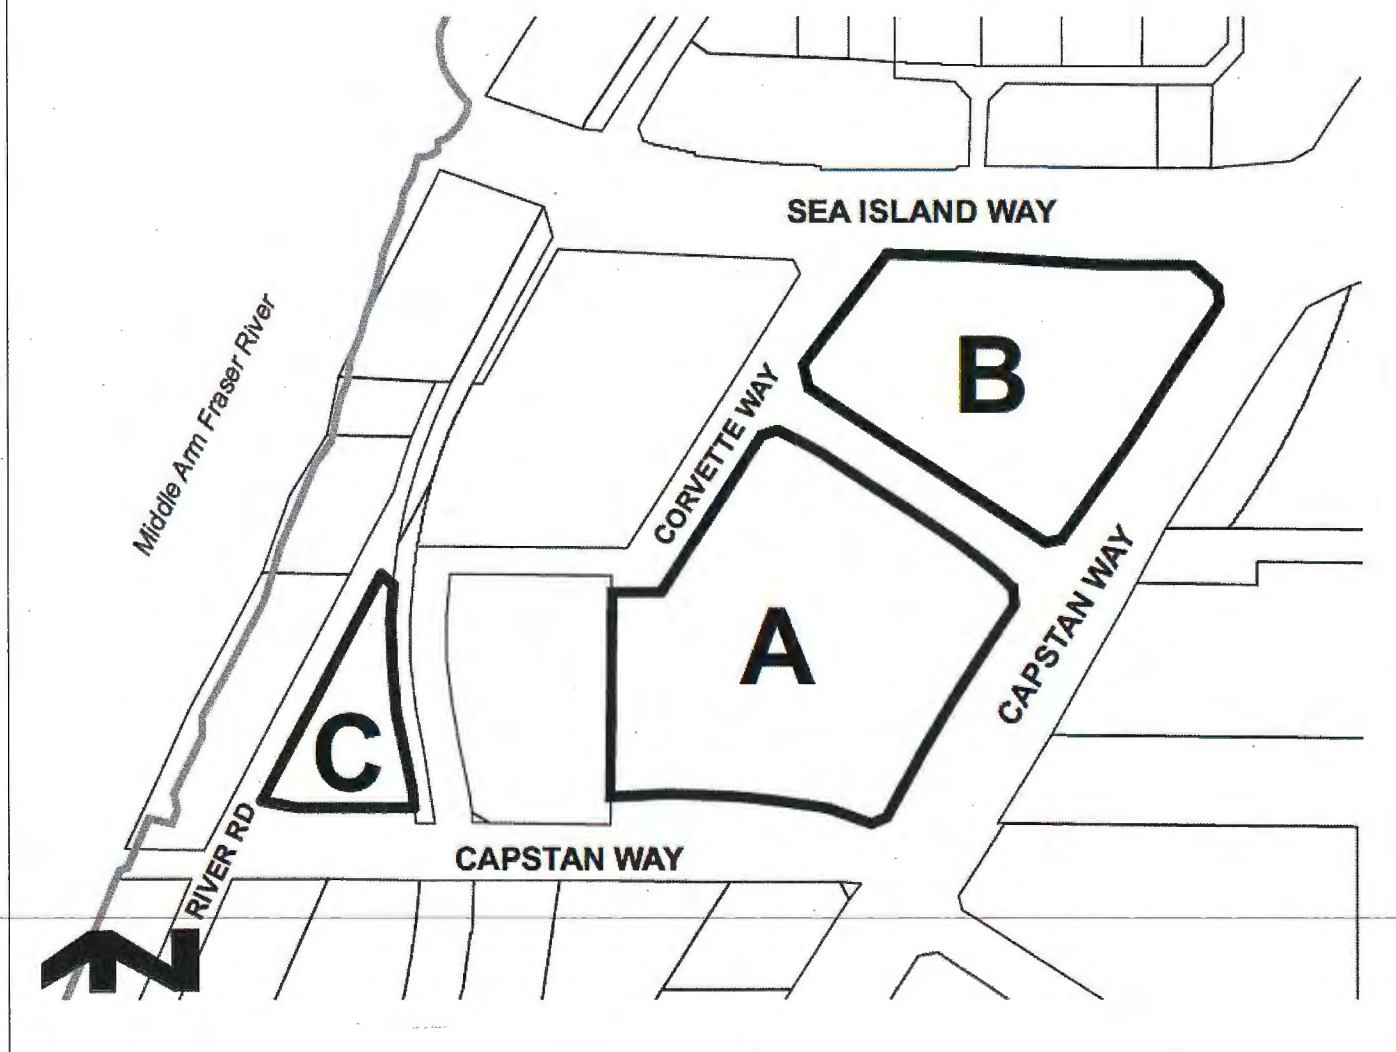 SEA ISLAND WAY
B
Middle Arm Fraser River
CORVETTE WAY
A
CAPSTAN WAY
C
RIVER RD
CAPSTAN WAY
N